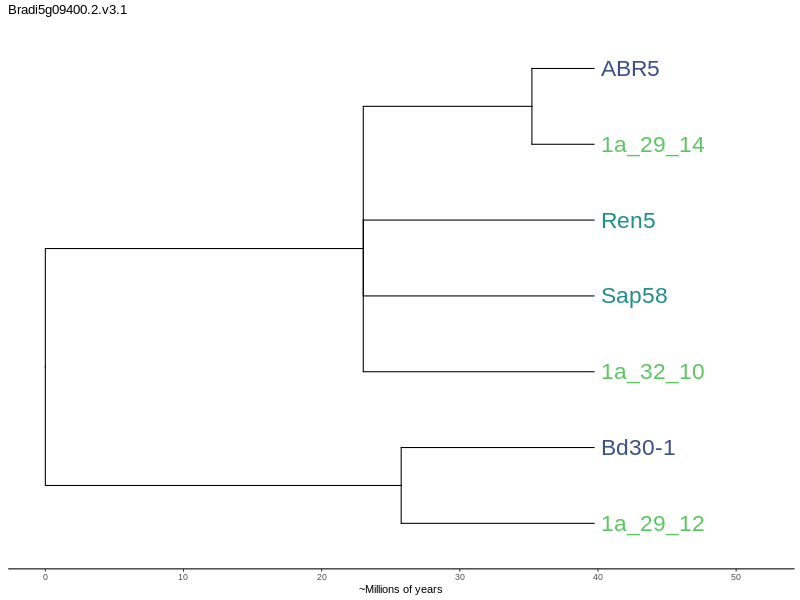 Bradi5g09400.2.v3.1
ABR5
1a_29_14
Ren5
Sap58
1a_32_10
Bd30-1
1a_29_12
0 10 20 30 40 50
~Millions of years